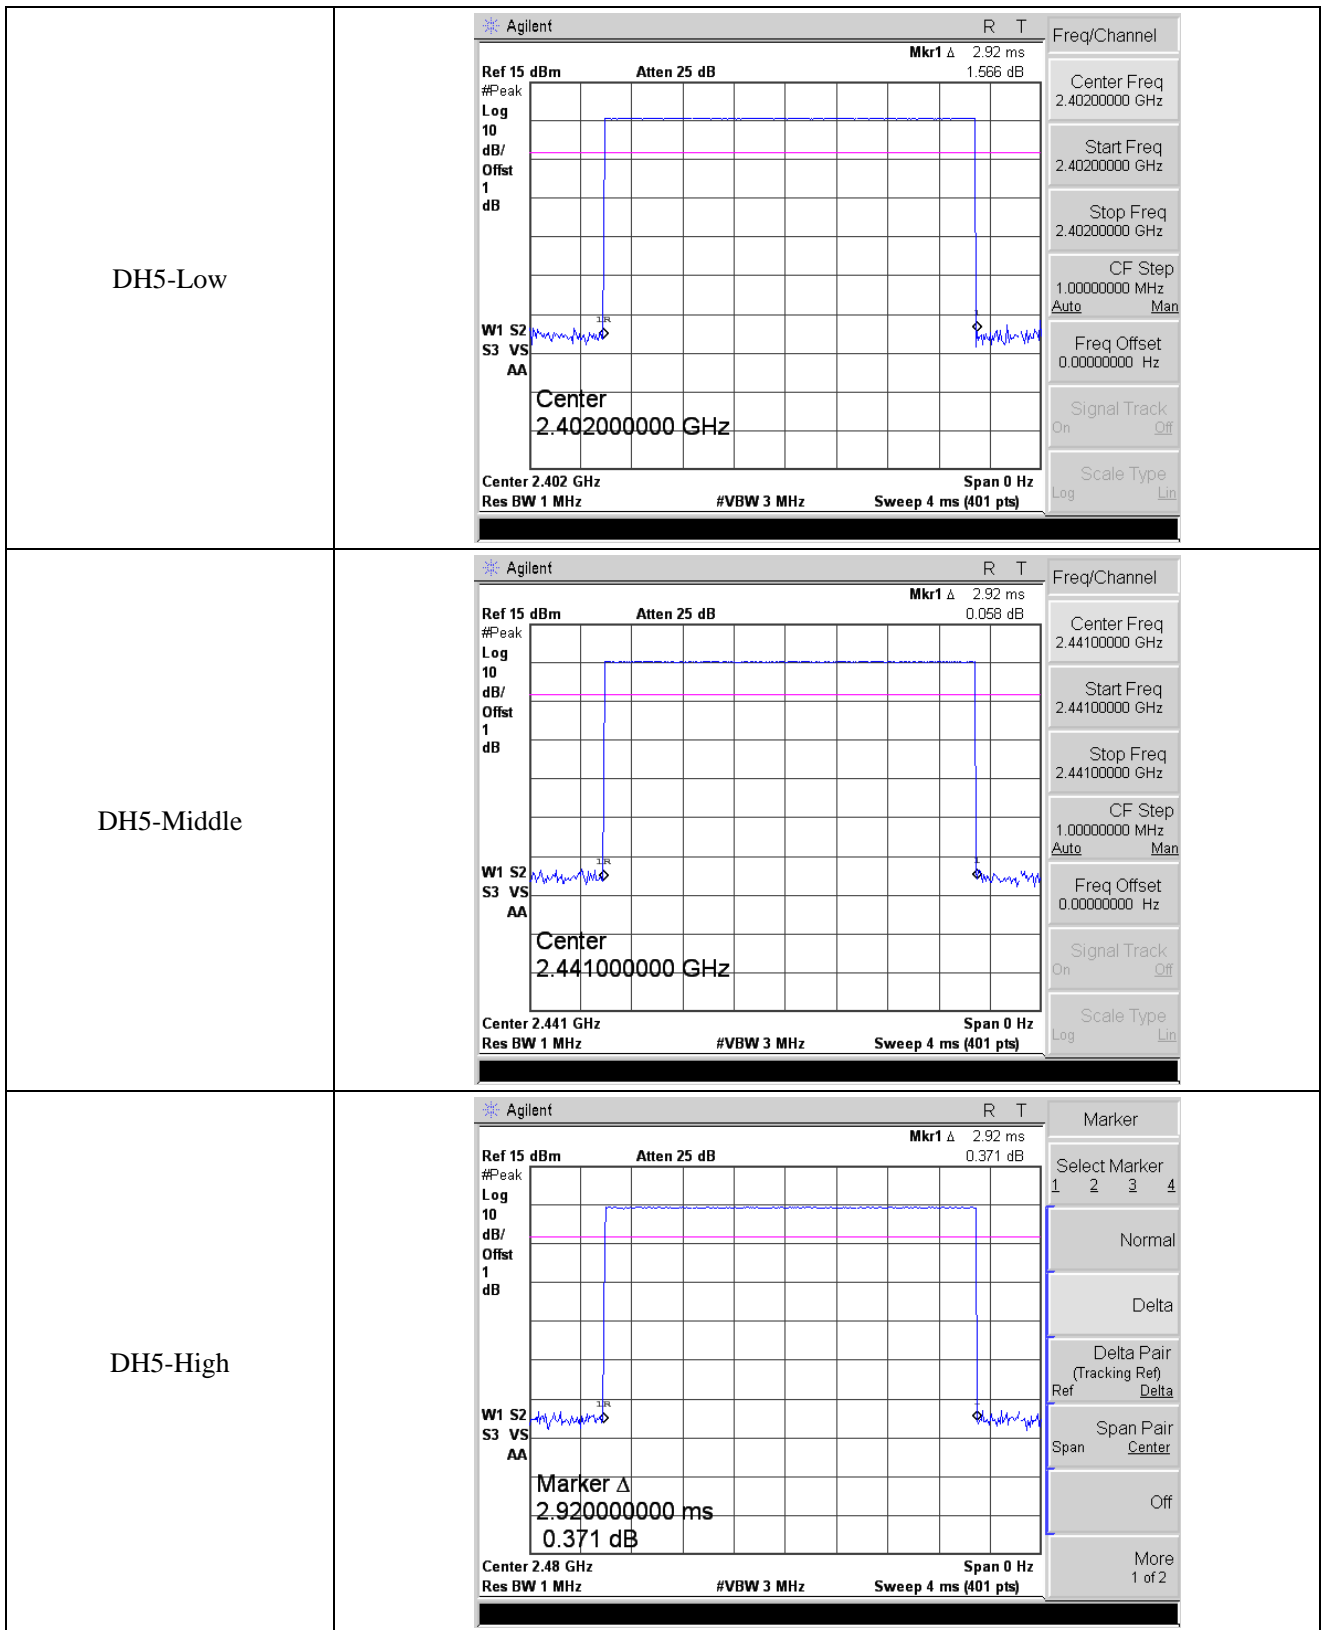 DH5-Low
Agilent R T
Mkr1 Δ 2.92 ms
Ref 15 dBm Atten 25 dB 1.566 dB
#Peak
Log
10
dB/
Offst
1
dB
1R
1
W1 S2
S3 VS
AA
Center
2.402000000 GHz
Center 2.402 GHz Span 0 Hz
Res BW 1 MHz #VBW 3 MHz Sweep 4 ms (401 pts)
Freq/Channel
Center Freq
2.40200000 GHz
Start Freq
2.40200000 GHz
Stop Freq
2.40200000 GHz
CF Step
1.00000000 MHz
Auto Man
Freq Offset
0.00000000 Hz
Signal Track
On Off
Scale Type
Log Lin
DH5-Middle
Agilent R T
Mkr1 Δ 2.92 ms
Ref 15 dBm Atten 25 dB 0.058 dB
#Peak
Log
10
dB/
Offst
1
dB
1R
1
W1 S2
S3 VS
AA
Center
2.441000000 GHz
Center 2.441 GHz Span 0 Hz
Res BW 1 MHz #VBW 3 MHz Sweep 4 ms (401 pts)
Freq/Channel
Center Freq
2.44100000 GHz
Start Freq
2.44100000 GHz
Stop Freq
2.44100000 GHz
CF Step
1.00000000 MHz
Auto Man
Freq Offset
0.00000000 Hz
Signal Track
On Off
Scale Type
Log Lin
DH5-High
Agilent R T
Mkr1 Δ 2.92 ms
Ref 15 dBm Atten 25 dB 0.371 dB
#Peak
Log
10
dB/
Offst
1
dB
1R
1
W1 S2
S3 VS
AA
Marker Δ
2.920000000 ms
0.371 dB
Center 2.48 GHz Span 0 Hz
Res BW 1 MHz #VBW 3 MHz Sweep 4 ms (401 pts)
Marker
Select Marker
1 2 3 4
Normal
Delta
Delta Pair
(Tracking Ref)
Ref Delta
Span Pair
Span Center
Off
More
1 of 2